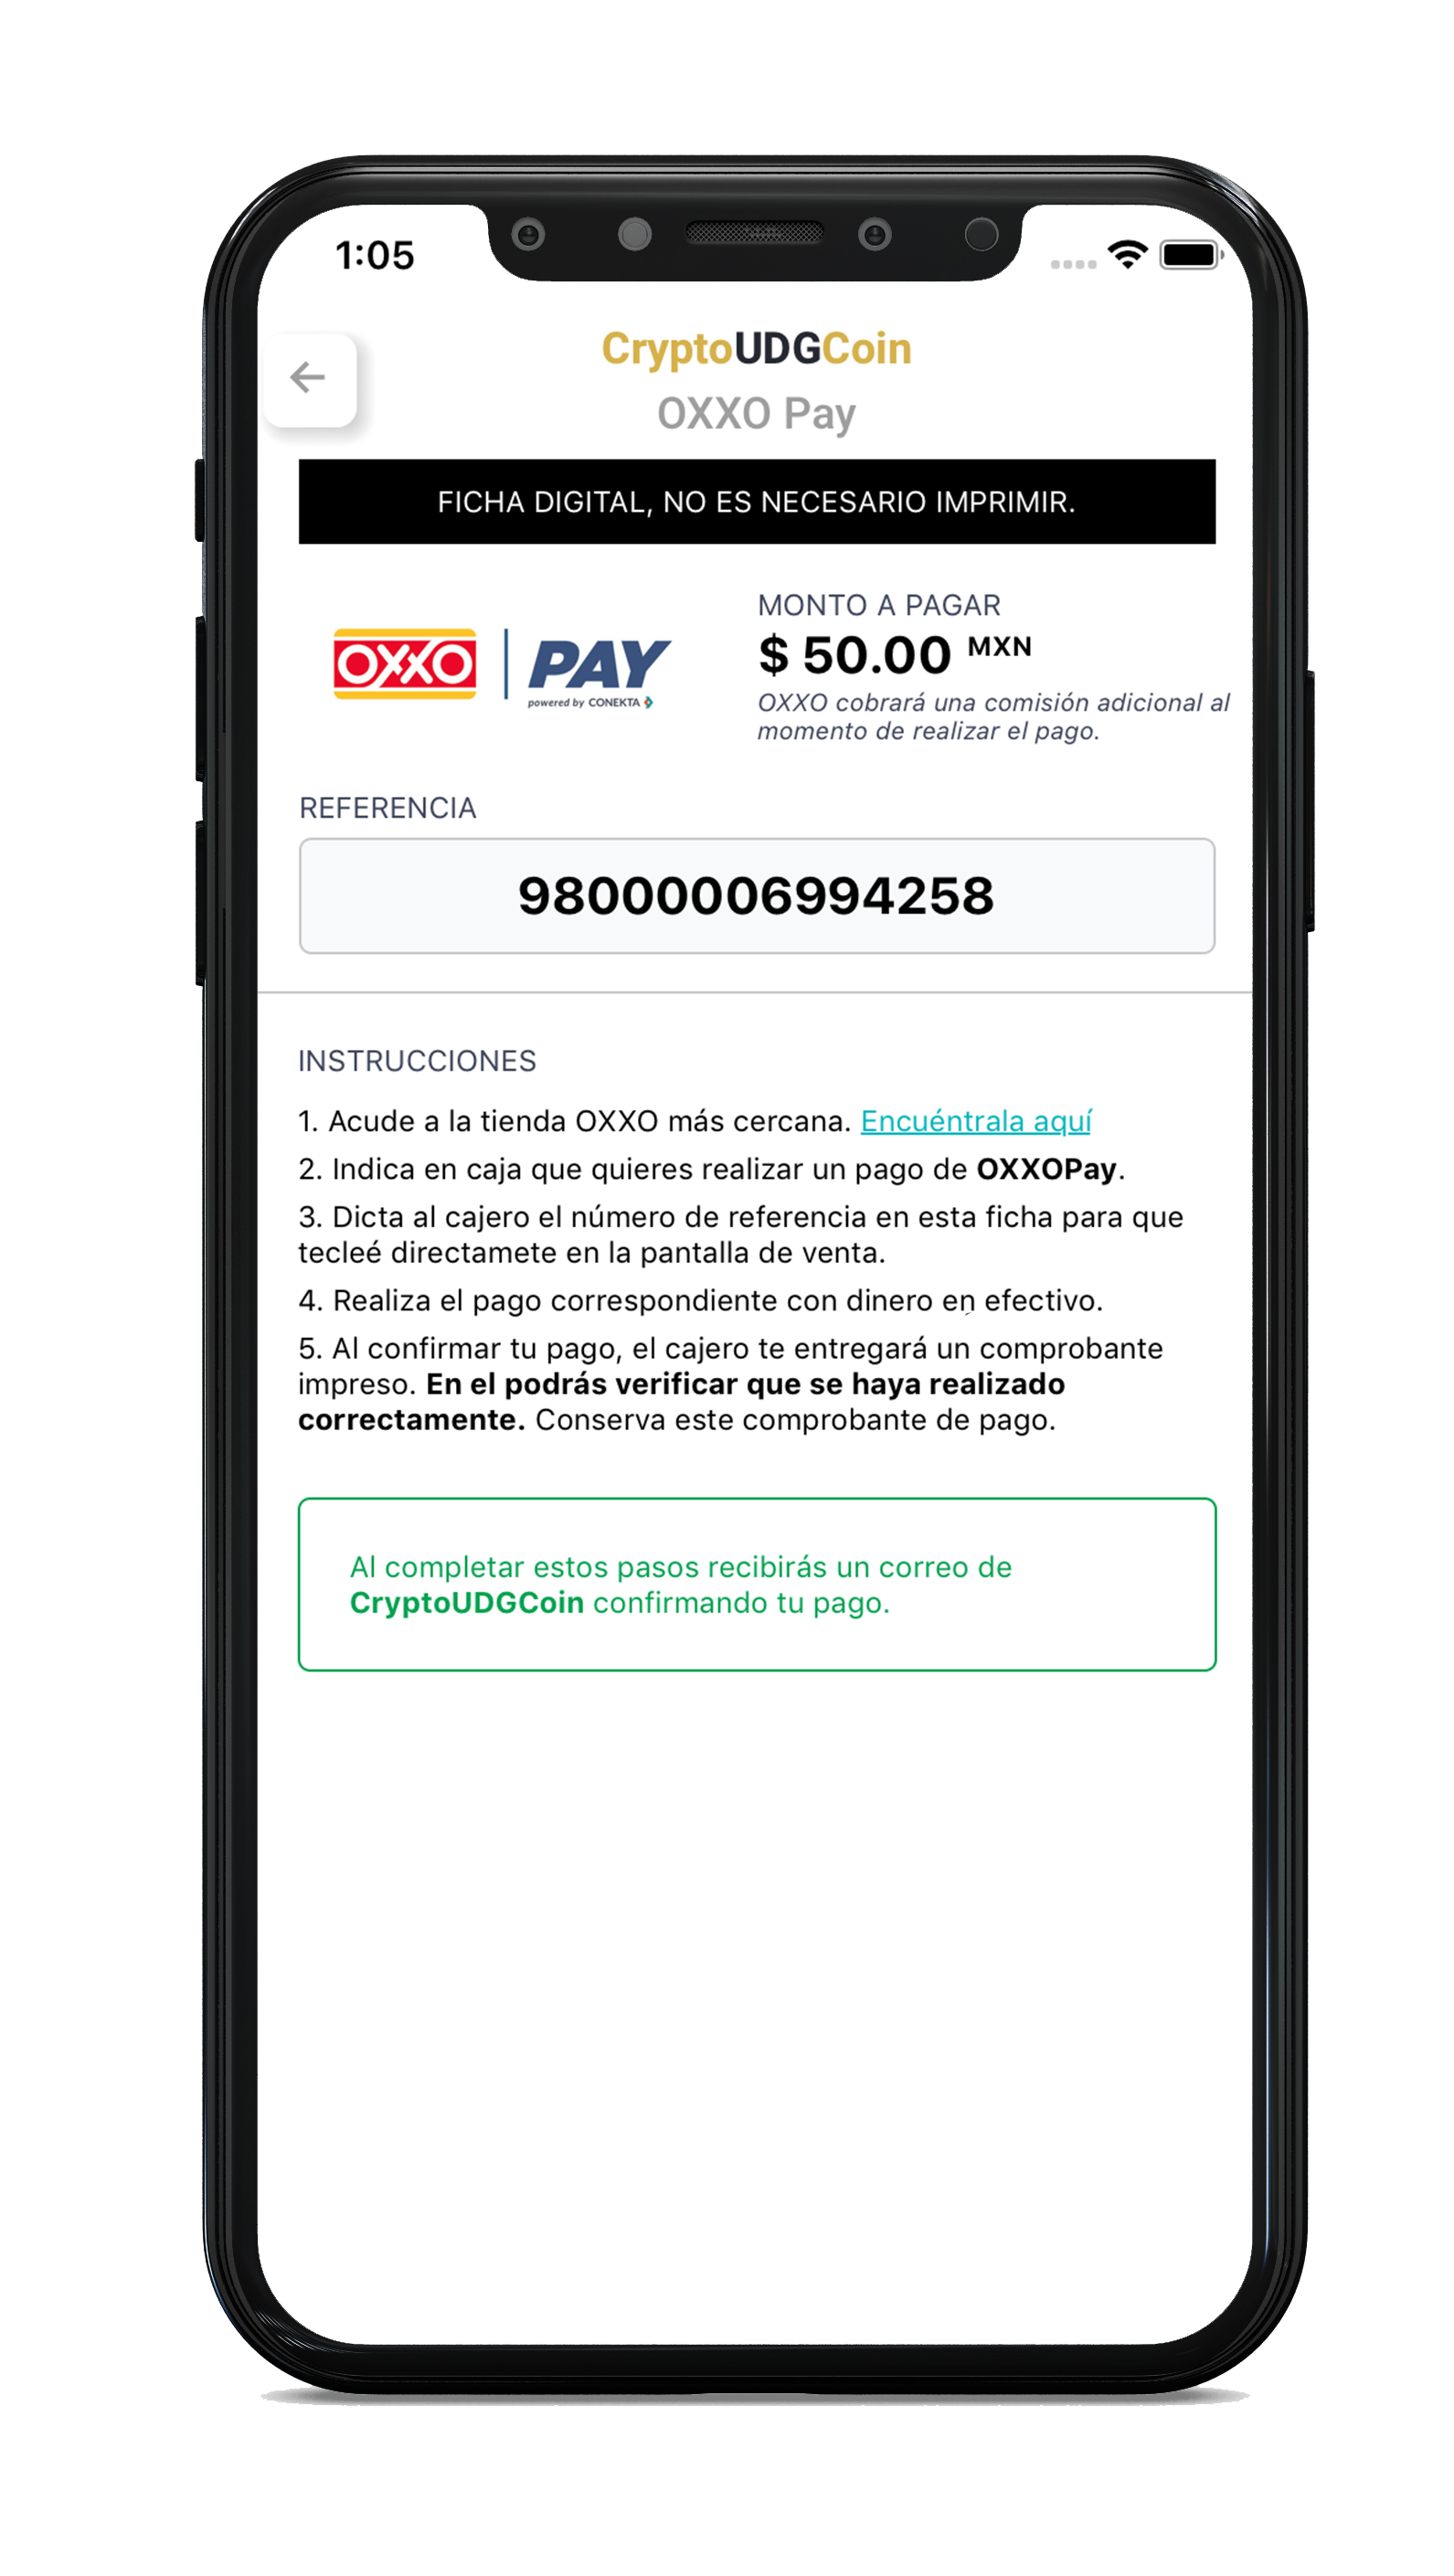 1:05
CryptoUDGCoin
OXXO Pay
FICHA DIGITAL, NO ES NECESARIO IMPRIMIR.
MONTO A PAGAR
$ 50.00 MXN
OXXO cobrará una comisión adicional al
momento de realizar el pago.
OXXO | PAY
powered by CONEKTA
REFERENCIA
98000006994258
INSTRUCCIONES
1. Acude a la tienda OXXO más cercana. Encuéntrala aquí
2. Indica en caja que quieres realizar un pago de OXXOPay.
3. Dicta al cajero el número de referencia en esta ficha para que
tecleé directamete en la pantalla de venta.
4. Realiza el pago correspondiente con dinero en efectivo.
5. Al confirmar tu pago, el cajero te entregará un comprobante
impreso. En el podrás verificar que se haya realizado
correctamente. Conserva este comprobante de pago.
Al completar estos pasos recibirás un correo de
CryptoUDGCoin confirmando tu pago.